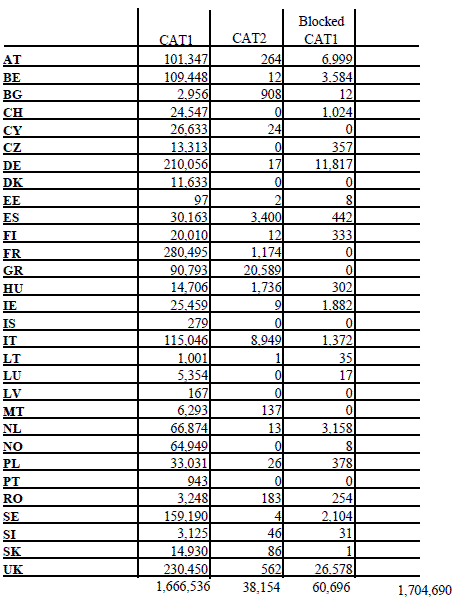 Blocked
CAT1 CAT2 CAT1
AT 101,347 264 6,999
BE 109,448 12 3,584
BG 2,956 908 12
CH 24,547 0 1,024
CY 26,633 24 0
CZ 13,313 0 357
DE 210,056 17 11,817
DK 11,633 0 0
EE 97 2 8
ES 30,163 3,400 442
FI 20,010 12 333
FR 280,495 1,174 0
GR 90,793 20,589 0
HU 14,706 1,736 302
IE 25,459 9 1,882
IS 279 0 0
IT 115,046 8,949 1,372
LT 1,001 1 35
LU 5,354 0 17
LV 167 0 0
MT 6,293 137 0
NL 66,874 13 3,158
NO 64,949 0 8
PL 33,031 26 378
PT 943 0 0
RO 3,248 183 254
SE 159,190 4 2,104
SI 3,125 46 31
SK 14,930 86 1
UK 230,450 562 26,578
1,666,536 38,154 60,696 1,704,690